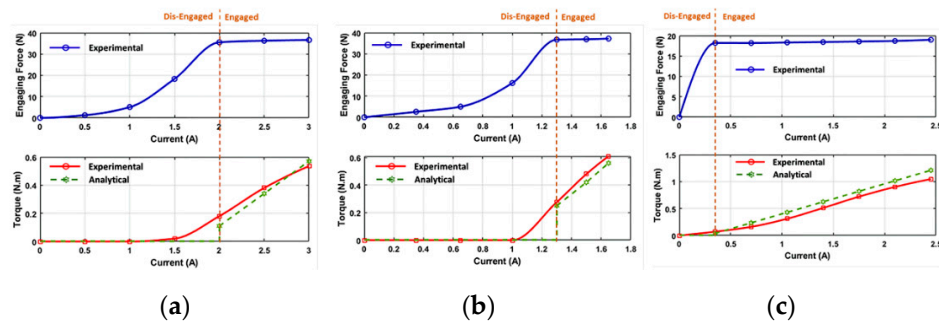 Dis-Engaged Engaged
Engaging Force (N)
40
30
20
10
0
Experimental
0 0.5 1 1.5 2 2.5 3
Current (A)
Torque (N.m)
0.6
0.4
0.2
0
Experimental
Analytical
0 0.5 1 1.5 2 2.5 3
Current (A)
(a)
Dis-Engaged Engaged
Engaging Force (N)
40
30
20
10
0
Experimental
0 0.2 0.4 0.6 0.8 1 1.2 1.4 1.6 1.8
Current (A)
Torque (N.m)
0.6
0.4
0.2
0
Experimental
Analytical
0 0.2 0.4 0.6 0.8 1 1.2 1.4 1.6 1.8
Current (A)
(b)
Dis-Engaged Engaged
Engaging Force (N)
20
15
10
5
0
Experimental
0 0.5 1 1.5 2 2.5
Current (A)
Torque (N.m)
1.5
1
0.5
0
Experimental
Analytical
0 0.5 1 1.5 2 2.5
Current (A)
(c)